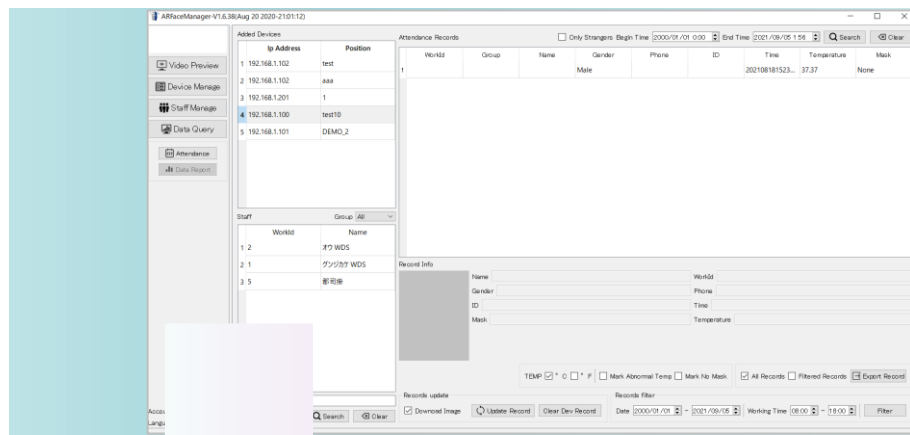 ARFaceManager-V1.6.38(Aug 20 2020-21:01:12)
Video Preview
Device Manage
Staff Manage
Data Query
Attendance
Data Report
Added Devices
Ip Address Position
1 192.168.1.102 test
2 192.168.1.102 aaa
3 192.168.1.201 1
4 192.168.1.100 test10
5 192.168.1.101 DEMO_2
Staff Group All
WorkId Name
1 2 オウ WDS
2 1 グンジカケ WDS
3 5
Search Clear
Attendance Records Only Strangers Begin Time 2000/01/01 0:00 End Time 2021/09/05 1:56 Search Clear
WorkId Group Name Gender Phone ID Time Temperature Mask
1 Male 202108181523... 37.37 None
Record Info
Name WorkId
Gender Phone
ID Time
Mask Temperature
TEMP ° C ° F Mark Abnormal Temp Mark No Mask All Records Filtered Records Export Record
Records update Records filter
Download Image Update Record Clear Dev Record Date 2000/01/01 - 2021/09/05 Working Time 08:00 - 18:00 Filter